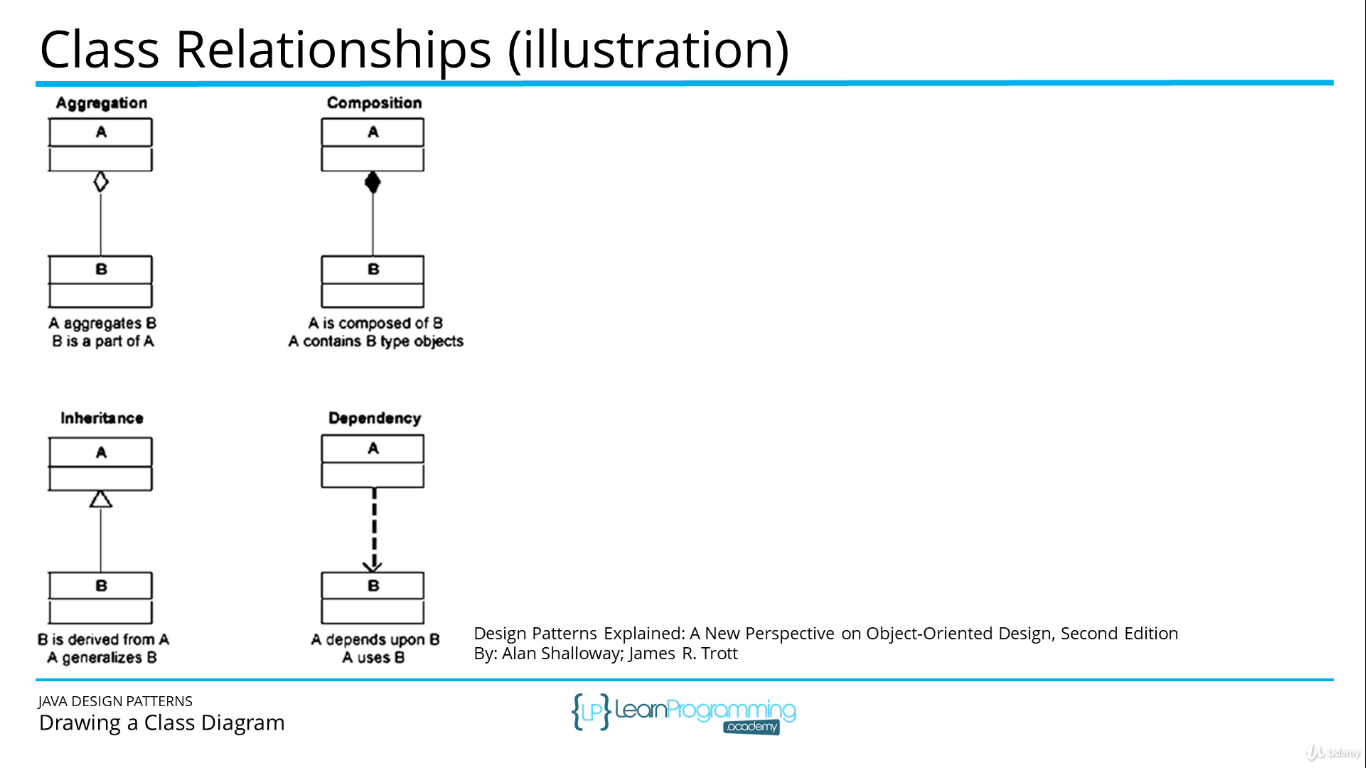 Class Relationships (illustration)
Aggregation
A
B
A aggregates B
B is a part of A
Composition
A
B
A is composed of B
A contains B type objects
Inheritance
A
B
B is derived from A
A generalizes B
Dependency
A
B
A depends upon B
A uses B
Design Patterns Explained: A New Perspective on Object-Oriented Design, Second Edition
By: Alan Shalloway; James R. Trott
JAVA DESIGN PATTERNS
Drawing a Class Diagram
{LP} LearnProgramming
.academy
Udemy